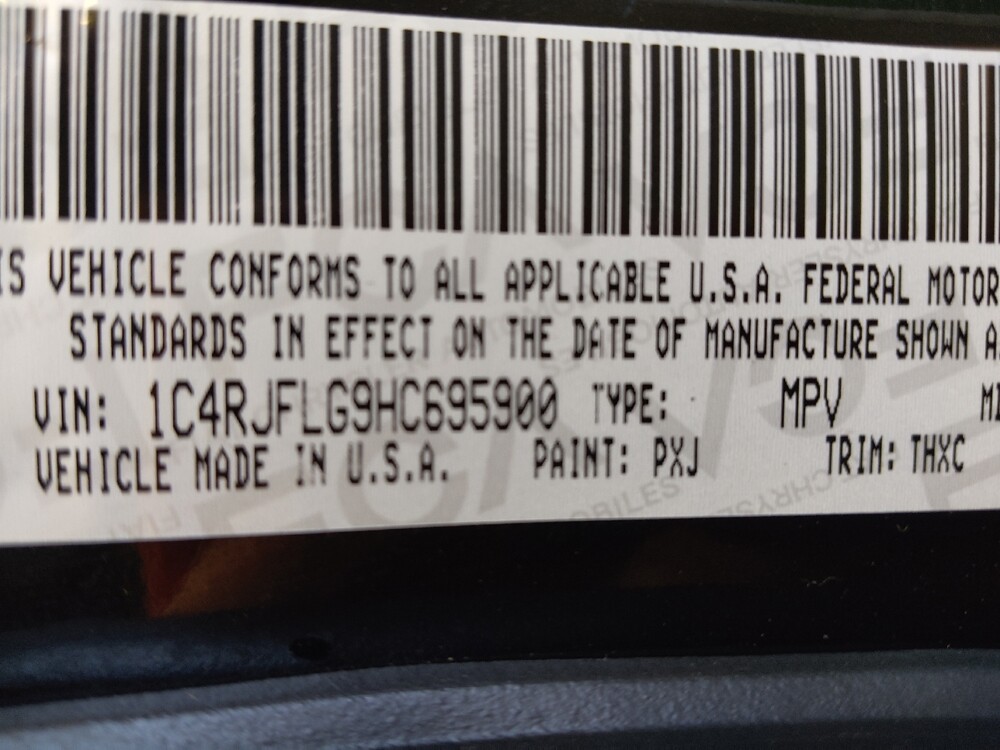 IS VEHICLE CONFORMS TO ALL APPLICABLE U.S.A. FEDERAL MOTOR
STANDARDS IN EFFECT ON THE DATE OF MANUFACTURE SHOWN A
VIN: 1C4RJFLG9HC695900 TYPE: MPV
VEHICLE MADE IN U.S.A. PAINT: PXJ TRIM: THXC